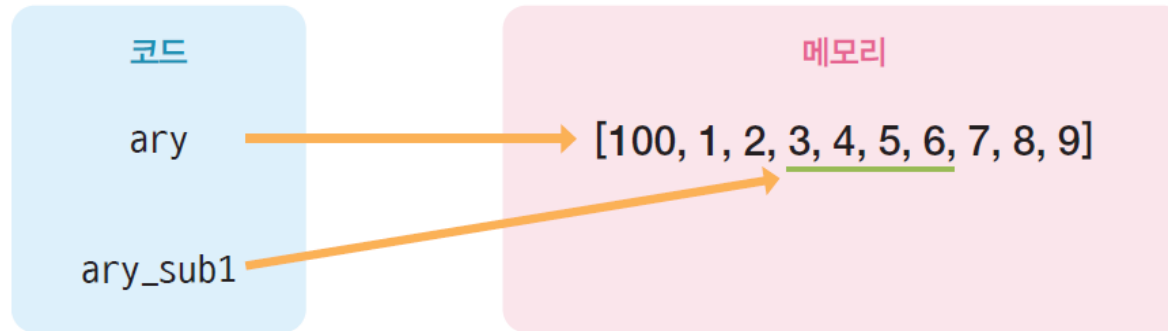 코드
메모리
ary
[100, 1, 2, 3, 4, 5, 6, 7, 8, 9]
ary_sub1